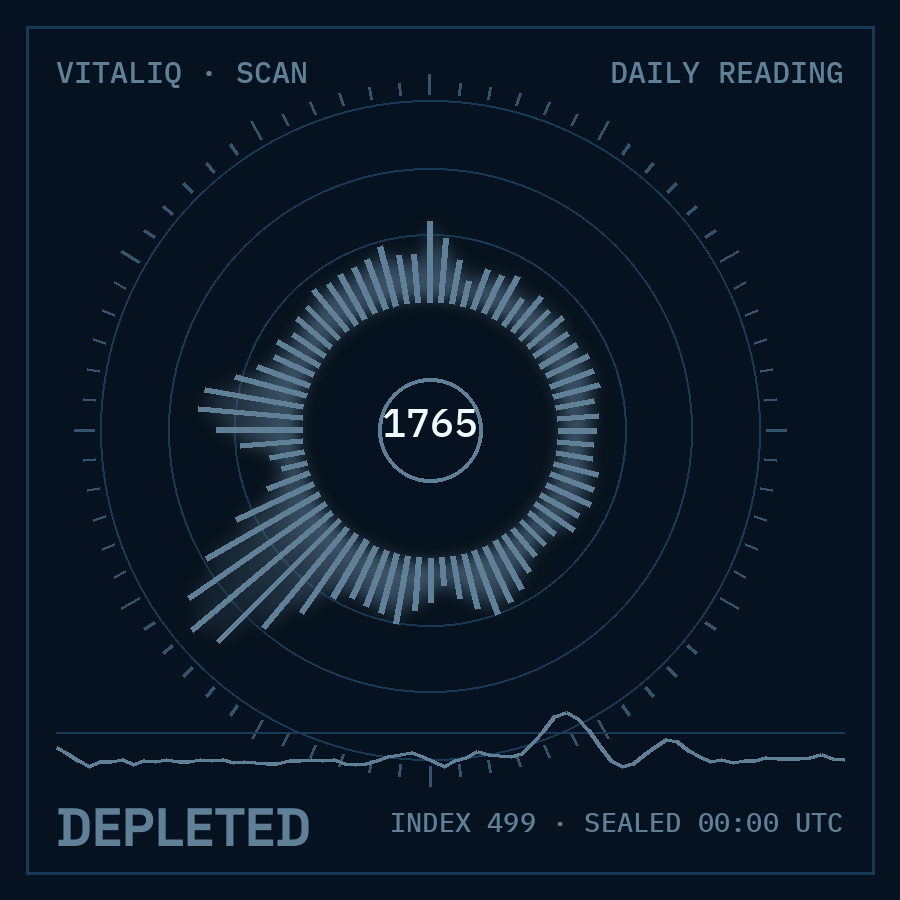 VITALIQ · SCAN
DAILY READING
1765
DEPLETED
INDEX 499 · SEALED 00:00 UTC